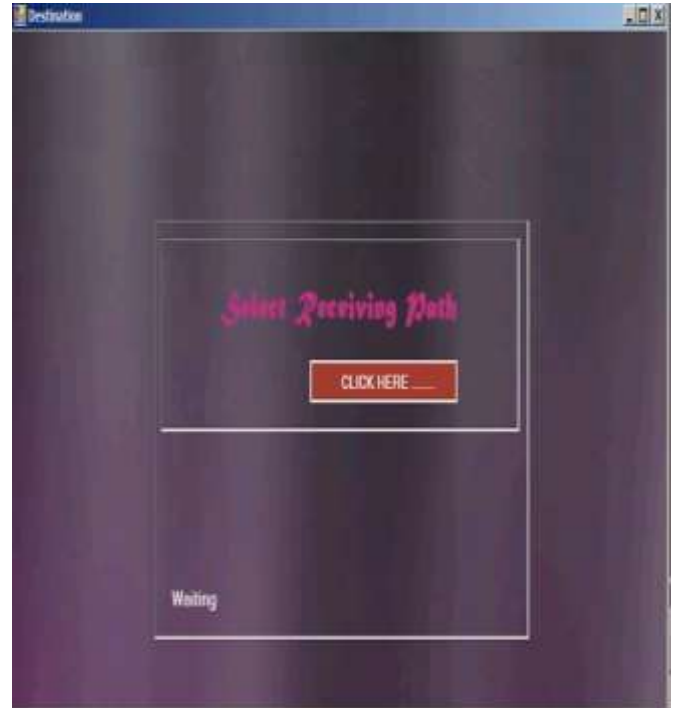 Destination
Select Receiving Path
CLICK HERE ........
Waiting